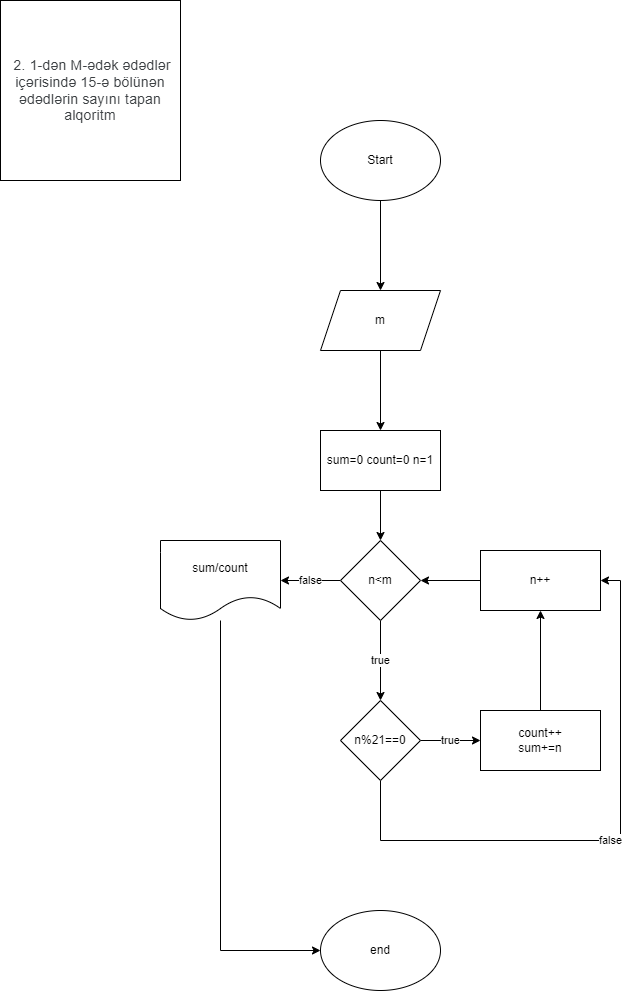 2. 1-dən M-ədək ədədlər
içərisində 15-ə bölünən
ədədlərin sayını tapan
alqoritm
Start
m
sum=0 count=0 n=1
sum/count
false
n<m
n++
true
n%21==0
true
count++
sum+=n
false
end